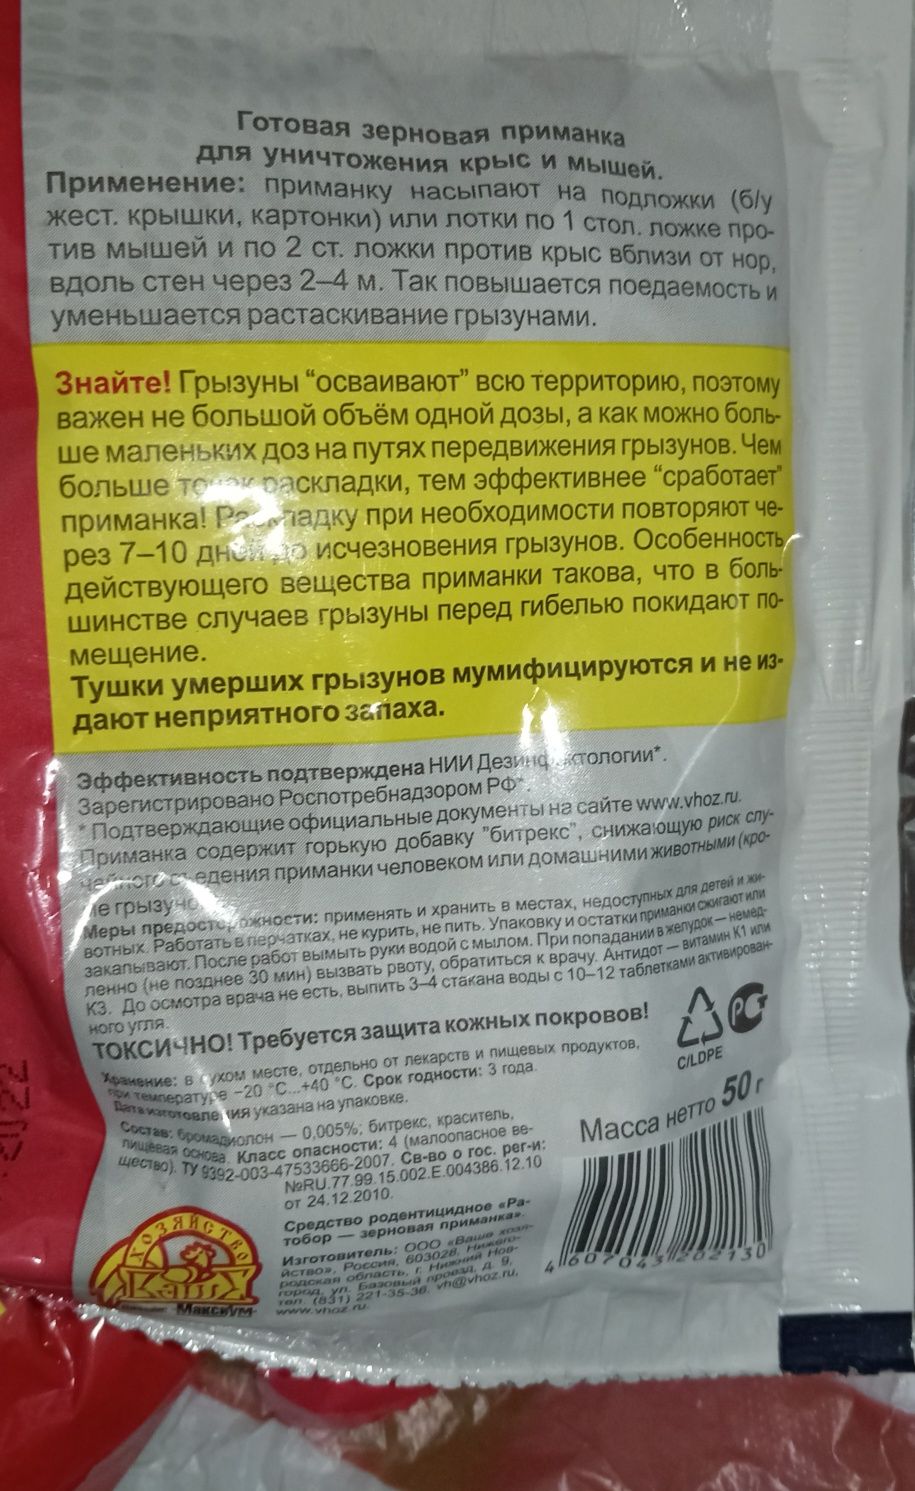 Готовая зерновая приманка
для уничтожения крыс и мышей.
Применение: приманку насыпают на подложки (б/у
жест. крышки, картонки) или лотки по 1 стол. ложке про-
тив мышей и по 2 ст. ложки против крыс вблизи от нор,
вдоль стен через 2–4 м. Так повышается поедаемость и
уменьшается растаскивание грызунами.
Знайте! Грызуны “осваивают” всю территорию, поэтому
важен не большой объём одной дозы, а как можно боль-
ше маленьких доз на путях передвижения грызунов. Чем
больше точек раскладки, тем эффективнее “сработает”
приманка! Раскладку при необходимости повторяют че-
рез 7–10 дней до исчезновения грызунов. Особенность
действующего вещества приманки такова, что в боль-
шинстве случаев грызуны перед гибелью покидают по-
мещение.
Тушки умерших грызунов мумифицируются и не из-
дают неприятного запаха.
Эффективность подтверждена НИИ Дезинфектологии*.
Зарегистрировано Роспотребнадзором РФ*.
* Подтверждающие официальные документы на сайте www.vhoz.ru.
Приманка содержит горькую добавку "битрекс", снижающую риск слу-
чайного съедения приманки человеком или домашними животными (кро-
ме грызунов)
Меры предосторожности: применять и хранить в местах, недоступных для детей и жи-
вотных. Работать в перчатках, не курить, не пить. Упаковку и остатки приманки сжигают или
закапывают. После работ вымыть руки водой с мылом. При попадании в желудок — немед-
ленно (не позднее 30 мин) вызвать рвоту, обратиться к врачу. Антидот — витамин К1 или
К3. До осмотра врача не есть, выпить 3–4 стакана воды с 10–12 таблетками активирован-
ного угля.
ТОКСИЧНО! Требуется защита кожных покровов!
Хранение: в сухом месте, отдельно от лекарств и пищевых продуктов,
при температуре −20 °С...+40 °С. Срок годности: 3 года.
Дата изготовления указана на упаковке.
C/LDPE
РСТ
Состав: бромадиолон — 0,005%; битрекс, краситель,
пищевая основа. Класс опасности: 4 (малоопасное ве-
щество). ТУ 9392-003-47533666-2007. Св-во о гос. рег-и:
№RU.77.99.15.002.Е.004386.12.10
от 24.12.2010.
Масса нетто 50 г
Средство родентицидное «Ра-
тобор — зерновая приманка».
Изготовитель: ООО «Ваше хозяй-
ство», Россия, 603028, Нижего-
родская область, г. Нижний Нов-
город, ул. Базовый проезд, д. 9,
тел. (831) 221-35-36. vh@vhoz.ru,
www.vhoz.ru
4 607043 202130
ХОЗЯЙСТВО
ВАШЕ
Максимум